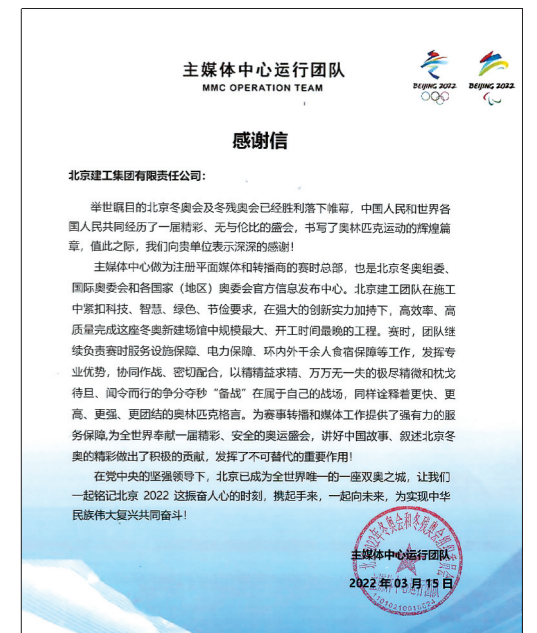 主媒体中心运行团队
MMC OPERATION TEAM
BEIJING 2022
BEIJING 2022
感谢信
北京建工集团有限责任公司：
举世瞩目的北京冬奥会及冬残奥会已经胜利落下帷幕，中国人民和世界各
国人民共同经历了一届精彩、无与伦比的盛会，书写了奥林匹克运动的辉煌篇
章，值此之际，我们向贵单位表示深深的感谢！
主媒体中心做为注册平面媒体和转播商的赛时总部，也是北京冬奥组委、
国际奥委会和各国家（地区）奥委会官方信息发布中心。北京建工团队在施工
中紧扣科技、智慧、绿色、节俭要求，在强大的创新实力加持下，高效率、高
质量完成这座冬奥新建场馆中规模最大、开工时间最晚的工程。赛时，团队继
续负责赛时服务设施保障、电力保障、环内外千余人食宿保障等工作，发挥专
业优势，协同作战、密切配合，以精精益求精、万万无一失的极尽精微和枕戈
待旦、闻令而行的争分夺秒“备战”在属于自己的战场，同样诠释着更快、更
高、更强、更团结的奥林匹克格言。为赛事转播和媒体工作提供了强有力的服
务保障,为全世界奉献一届精彩、安全的奥运盛会，讲好中国故事、叙述北京冬
奥的精彩做出了积极的贡献，发挥了不可替代的重要作用！
在党中央的坚强领导下，北京已成为全世界唯一的一座双奥之城，让我们
一起铭记北京 2022 这振奋人心的时刻，携起手来，一起向未来，为实现中华
民族伟大复兴共同奋斗！
主媒体中心运行团队
2022 年 03 月 15 日